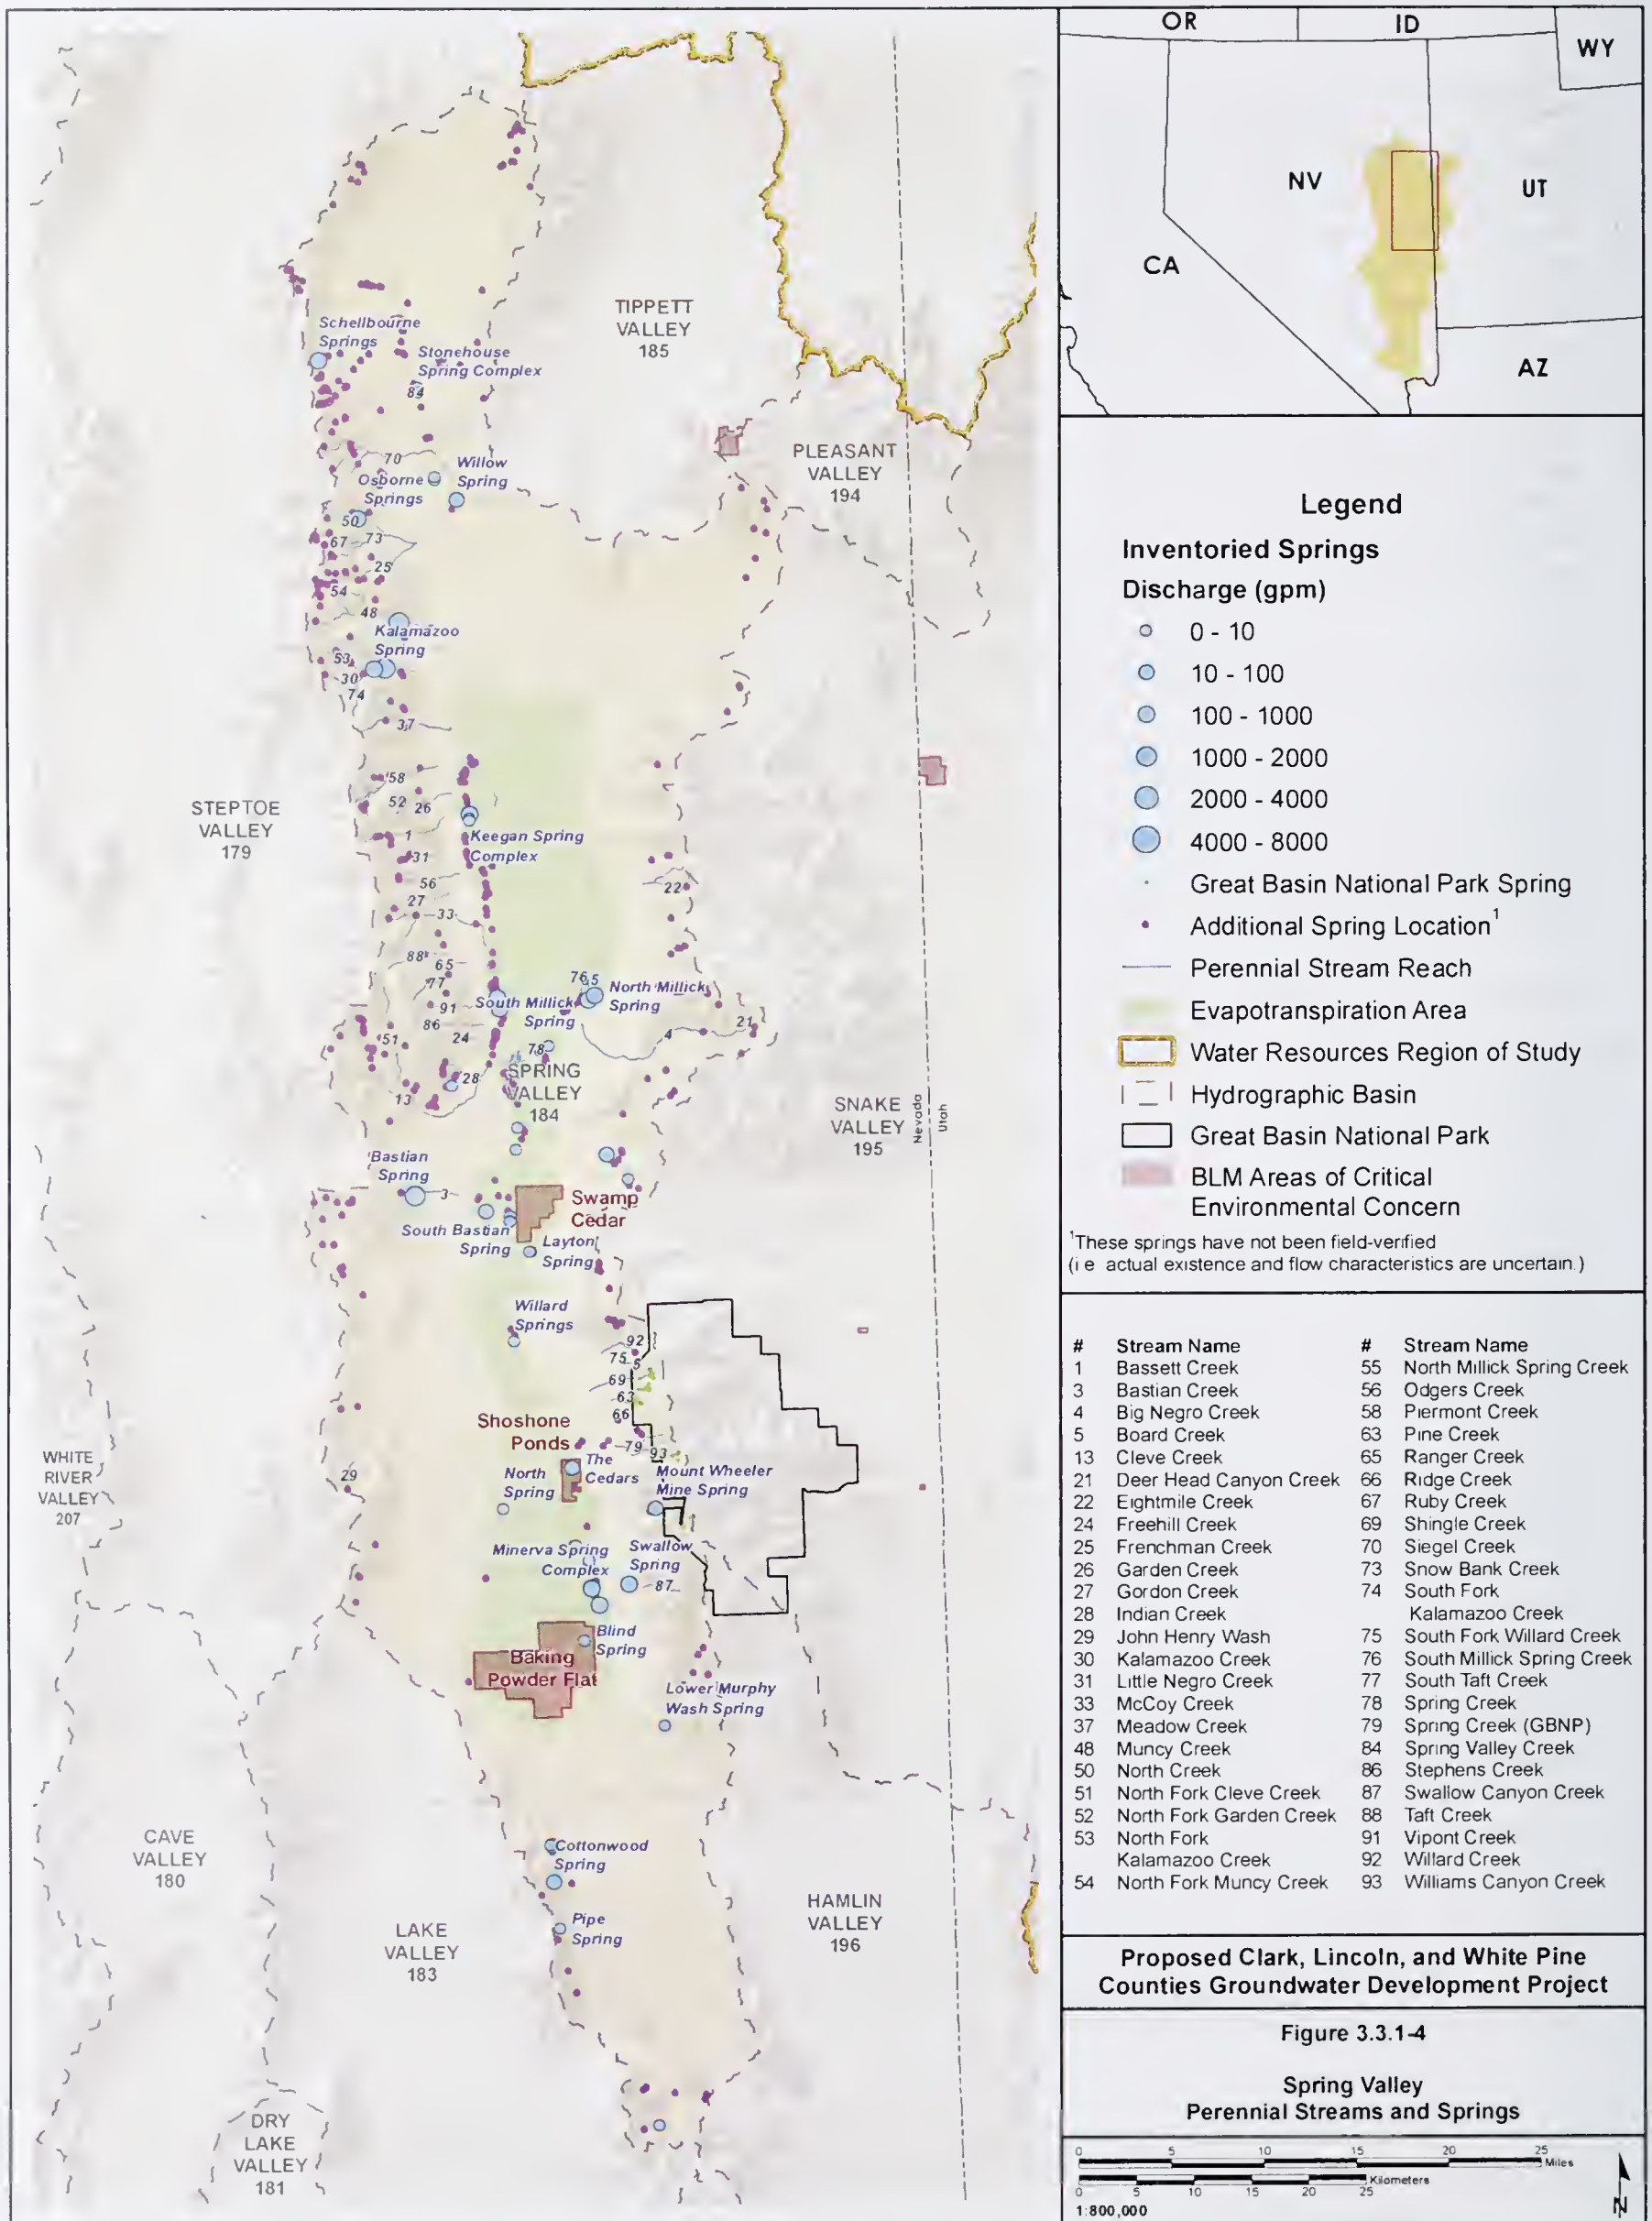 OR
ID
WY
NV
UT
CA
AZ
TIPPETT
VALLEY
185
Schellbourne
Springs
Stonehouse
Spring Complex
84
PLEASANT
VALLEY
194
70
Willow
Spring
Osborne
Springs
50
67
73
25
54
48
Kalamazoo
Spring
53
30
74
37
STEPTOE
VALLEY
179
58
52
26
1
Keegan Spring
Complex
31
56
22
27
33
88
65
77
76
North Millick
Spring
91
South Millick
Spring
86
21
51
24
4
78
28
SPRING
VALLEY
184
13
SNAKE
VALLEY
195
Nevada
Utah
Bastian
Spring
3
Swamp
Cedar
South Bastian
Spring
Layton
Spring
Willard
Springs
92
75
5
69
63
66
Shoshone
Ponds
79
93
The
Cedars
WHITE
RIVER
VALLEY
207
29
North
Spring
Mount Wheeler
Mine Spring
Minerva Spring
Complex
Swallow
Spring
87
Blind
Spring
Baking
Powder Flat
Lower Murphy
Wash Spring
CAVE
VALLEY
180
Cottonwood
Spring
HAMLIN
VALLEY
196
LAKE
VALLEY
183
Pipe
Spring
DRY
LAKE
VALLEY
181
Legend
Inventoried Springs
Discharge (gpm)
0 - 10
10 - 100
100 - 1000
1000 - 2000
2000 - 4000
4000 - 8000
Great Basin National Park Spring
Additional Spring Location1
Perennial Stream Reach
Evapotranspiration Area
Water Resources Region of Study
Hydrographic Basin
Great Basin National Park
BLM Areas of Critical
Environmental Concern
1These springs have not been field-verified
(i e actual existence and flow characteristics are uncertain.)
# Stream Name # Stream Name
1 Bassett Creek 55 North Millick Spring Creek
3 Bastian Creek 56 Odgers Creek
4 Big Negro Creek 58 Piermont Creek
5 Board Creek 63 Pine Creek
13 Cleve Creek 65 Ranger Creek
21 Deer Head Canyon Creek 66 Ridge Creek
22 Eightmile Creek 67 Ruby Creek
24 Freehill Creek 69 Shingle Creek
25 Frenchman Creek 70 Siegel Creek
26 Garden Creek 73 Snow Bank Creek
27 Gordon Creek 74 South Fork
28 Indian Creek Kalamazoo Creek
29 John Henry Wash 75 South Fork Willard Creek
30 Kalamazoo Creek 76 South Millick Spring Creek
31 Little Negro Creek 77 South Taft Creek
33 McCoy Creek 78 Spring Creek
37 Meadow Creek 79 Spring Creek (GBNP)
48 Muncy Creek 84 Spring Valley Creek
50 North Creek 86 Stephens Creek
51 North Fork Cleve Creek 87 Swallow Canyon Creek
52 North Fork Garden Creek 88 Taft Creek
53 North Fork 91 Vipont Creek
Kalamazoo Creek 92 Willard Creek
54 North Fork Muncy Creek 93 Williams Canyon Creek
Proposed Clark, Lincoln, and White Pine
Counties Groundwater Development Project
Figure 3.3.1-4
Spring Valley
Perennial Streams and Springs
0 5 10 15 20 25
Miles
Kilometers
0 5 10 15 20 25
1:800,000
N